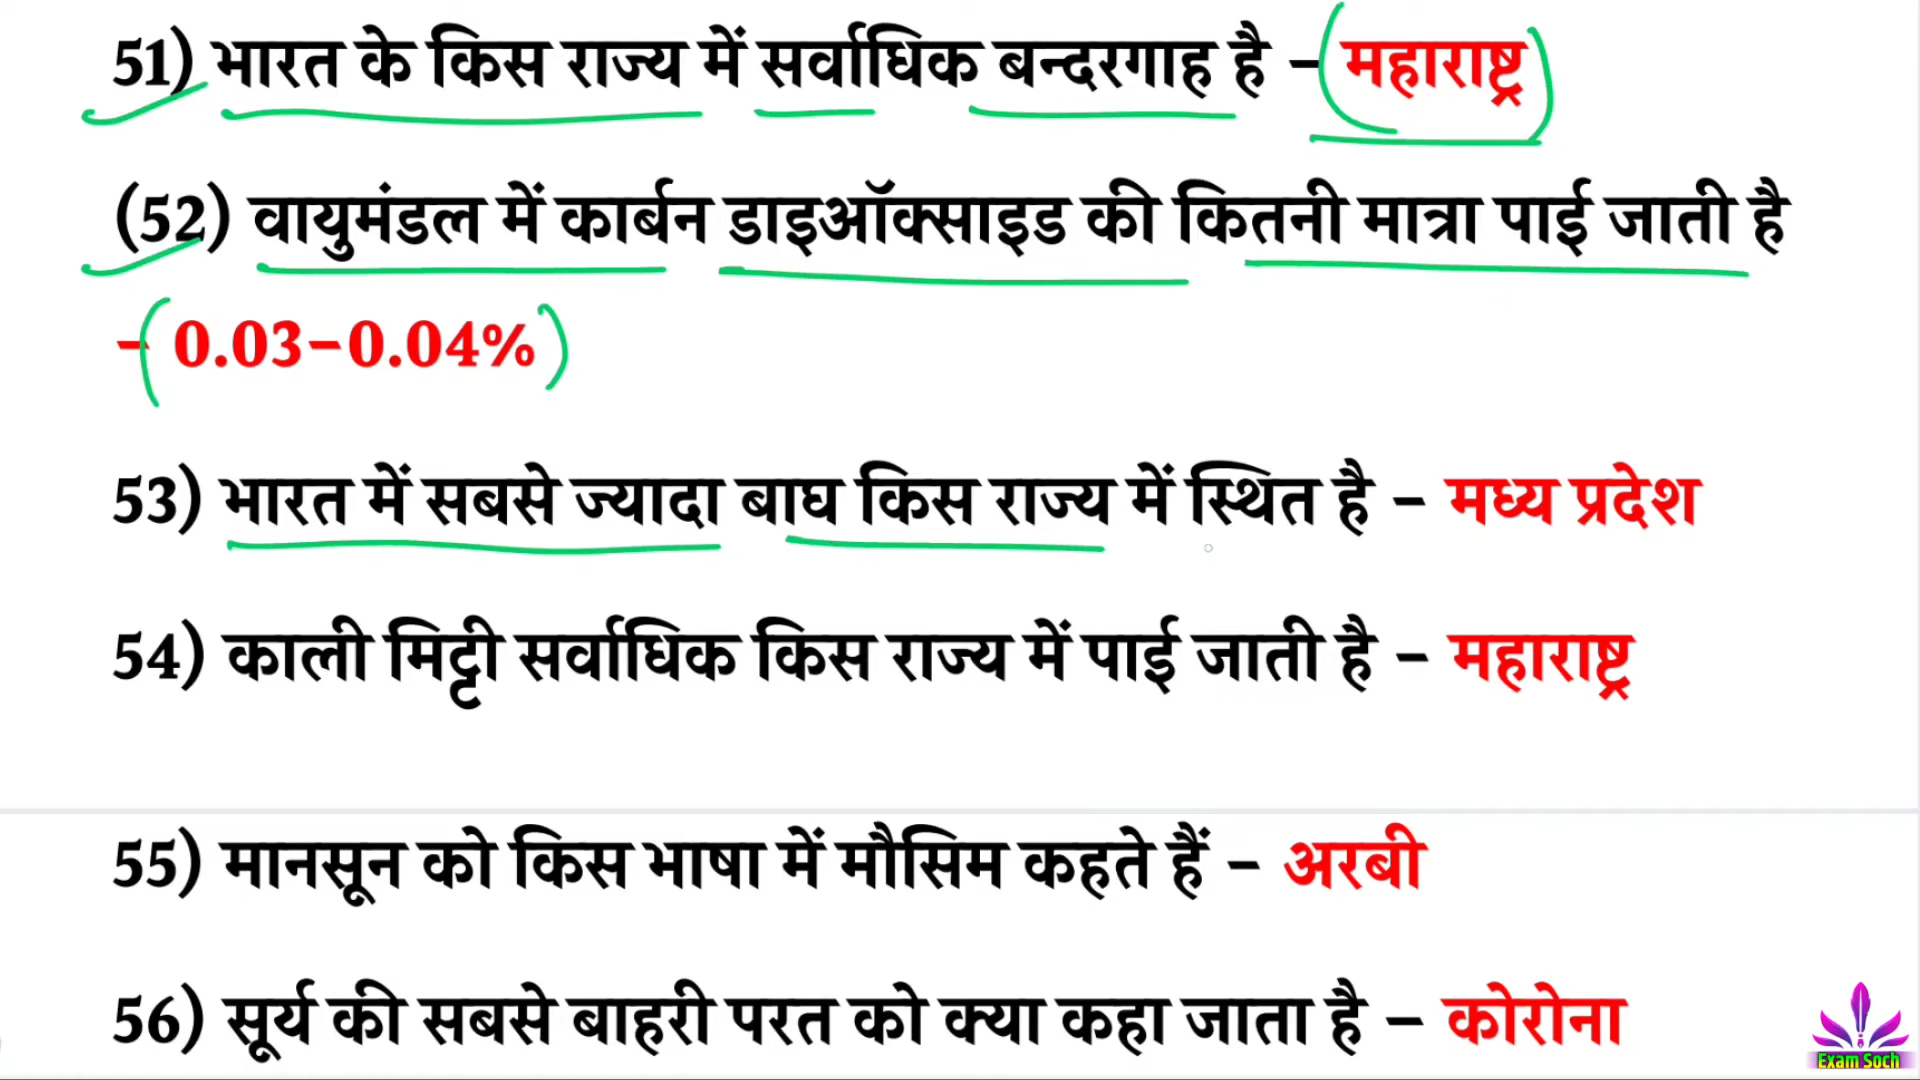 51) भारत के किस राज्य में सर्वाधिक बन्दरगाह है – महाराष्ट्र
(52) वायुमंडल में कार्बन डाइऑक्साइड की कितनी मात्रा पाई जाती है
– 0.03–0.04%
53) भारत में सबसे ज्यादा बाघ किस राज्य में स्थित है – मध्य प्रदेश
54) काली मिट्टी सर्वाधिक किस राज्य में पाई जाती है – महाराष्ट्र
55) मानसून को किस भाषा में मौसिम कहते हैं – अरबी
56) सूर्य की सबसे बाहरी परत को क्या कहा जाता है – कोरोना
Exam Soch